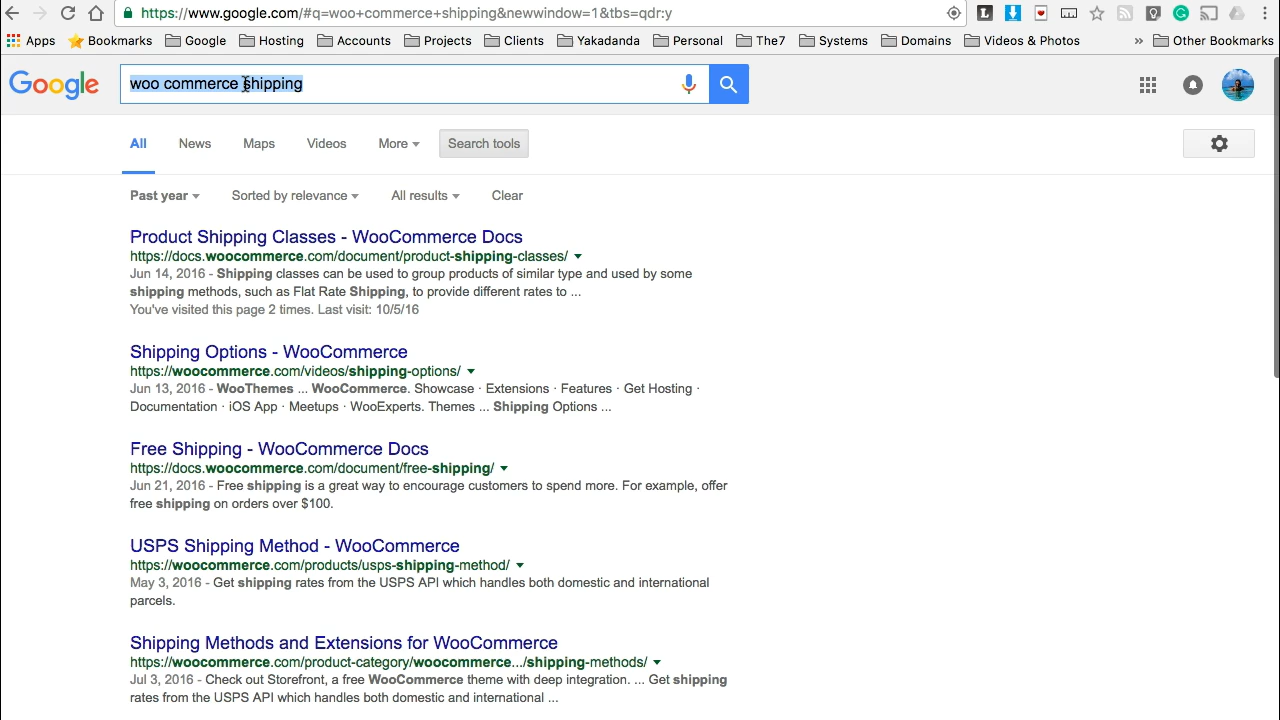 https://www.google.com/#q=woo+commerce+shipping&newwindow=1&tbs=qdr:y
Apps Bookmarks Google Hosting Accounts Projects Clients Yakadanda Personal The7 Systems Domains Videos & Photos » Other Bookmarks
Google woo commerce shipping
All News Maps Videos More Search tools
Past year Sorted by relevance All results Clear
Product Shipping Classes - WooCommerce Docs
https://docs.woocommerce.com/document/product-shipping-classes/
Jun 14, 2016 - Shipping classes can be used to group products of similar type and used by some
shipping methods, such as Flat Rate Shipping, to provide different rates to ...
You've visited this page 2 times. Last visit: 10/5/16
Shipping Options - WooCommerce
https://woocommerce.com/videos/shipping-options/
Jun 13, 2016 - WooThemes ... WooCommerce. Showcase · Extensions · Features · Get Hosting ·
Documentation · iOS App · Meetups · WooExperts. Themes ... Shipping Options ...
Free Shipping - WooCommerce Docs
https://docs.woocommerce.com/document/free-shipping/
Jun 21, 2016 - Free shipping is a great way to encourage customers to spend more. For example, offer
free shipping on orders over $100.
USPS Shipping Method - WooCommerce
https://woocommerce.com/products/usps-shipping-method/
May 3, 2016 - Get shipping rates from the USPS API which handles both domestic and international
parcels.
Shipping Methods and Extensions for WooCommerce
https://woocommerce.com/product-category/woocommerce.../shipping-methods/
Jul 3, 2016 - Check out Storefront, a free WooCommerce theme with deep integration. ... Get shipping
rates from the USPS API which handles both domestic and international ...